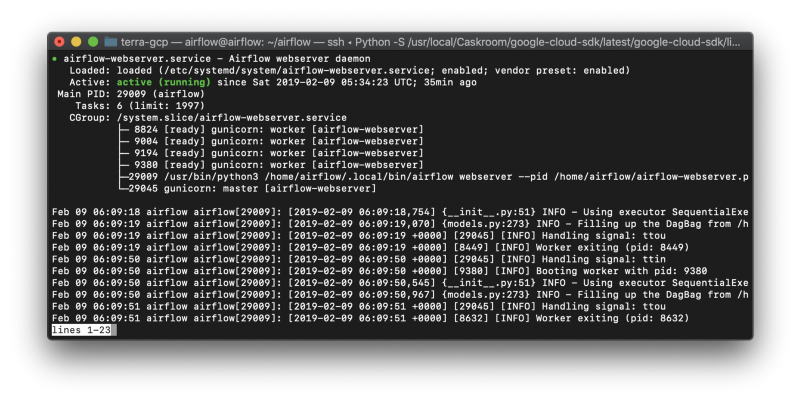 terra-gcp — airflow@airflow: ~/airflow — ssh ◂ Python -S /usr/local/Caskroom/google-cloud-sdk/latest/google-cloud-sdk/li...
● airflow-webserver.service - Airflow webserver daemon
Loaded: loaded (/etc/systemd/system/airflow-webserver.service; enabled; vendor preset: enabled)
Active: active (running) since Sat 2019-02-09 05:34:23 UTC; 35min ago
Main PID: 29009 (airflow)
Tasks: 6 (limit: 1997)
CGroup: /system.slice/airflow-webserver.service
├─ 8824 [ready] gunicorn: worker [airflow-webserver]
├─ 9004 [ready] gunicorn: worker [airflow-webserver]
├─ 9194 [ready] gunicorn: worker [airflow-webserver]
├─ 9380 [ready] gunicorn: worker [airflow-webserver]
├─29009 /usr/bin/python3 /home/airflow/.local/bin/airflow webserver --pid /home/airflow/airflow-webserver.p
└─29045 gunicorn: master [airflow-webserver]
Feb 09 06:09:18 airflow airflow[29009]: [2019-02-09 06:09:18,754] {__init__.py:51} INFO - Using executor SequentialExe
Feb 09 06:09:19 airflow airflow[29009]: [2019-02-09 06:09:19,070] {models.py:273} INFO - Filling up the DagBag from /h
Feb 09 06:09:19 airflow airflow[29009]: [2019-02-09 06:09:19 +0000] [29045] [INFO] Handling signal: ttou
Feb 09 06:09:19 airflow airflow[29009]: [2019-02-09 06:09:19 +0000] [8449] [INFO] Worker exiting (pid: 8449)
Feb 09 06:09:50 airflow airflow[29009]: [2019-02-09 06:09:50 +0000] [29045] [INFO] Handling signal: ttin
Feb 09 06:09:50 airflow airflow[29009]: [2019-02-09 06:09:50 +0000] [9380] [INFO] Booting worker with pid: 9380
Feb 09 06:09:50 airflow airflow[29009]: [2019-02-09 06:09:50,545] {__init__.py:51} INFO - Using executor SequentialExe
Feb 09 06:09:50 airflow airflow[29009]: [2019-02-09 06:09:50,967] {models.py:273} INFO - Filling up the DagBag from /h
Feb 09 06:09:51 airflow airflow[29009]: [2019-02-09 06:09:51 +0000] [29045] [INFO] Handling signal: ttou
Feb 09 06:09:51 airflow airflow[29009]: [2019-02-09 06:09:51 +0000] [8632] [INFO] Worker exiting (pid: 8632)
lines 1-23